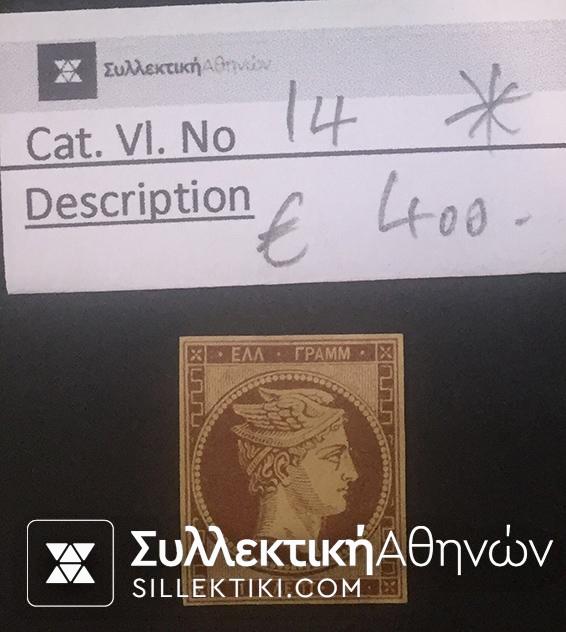 ΣυλλεκτικήΑθηνών
Cat. Vl. No 14 *
Description € 400.-
ΕΛΛ · ΓΡΑΜΜ
ΣυλλεκτικήΑθηνών
SILLEKTIKI.COM